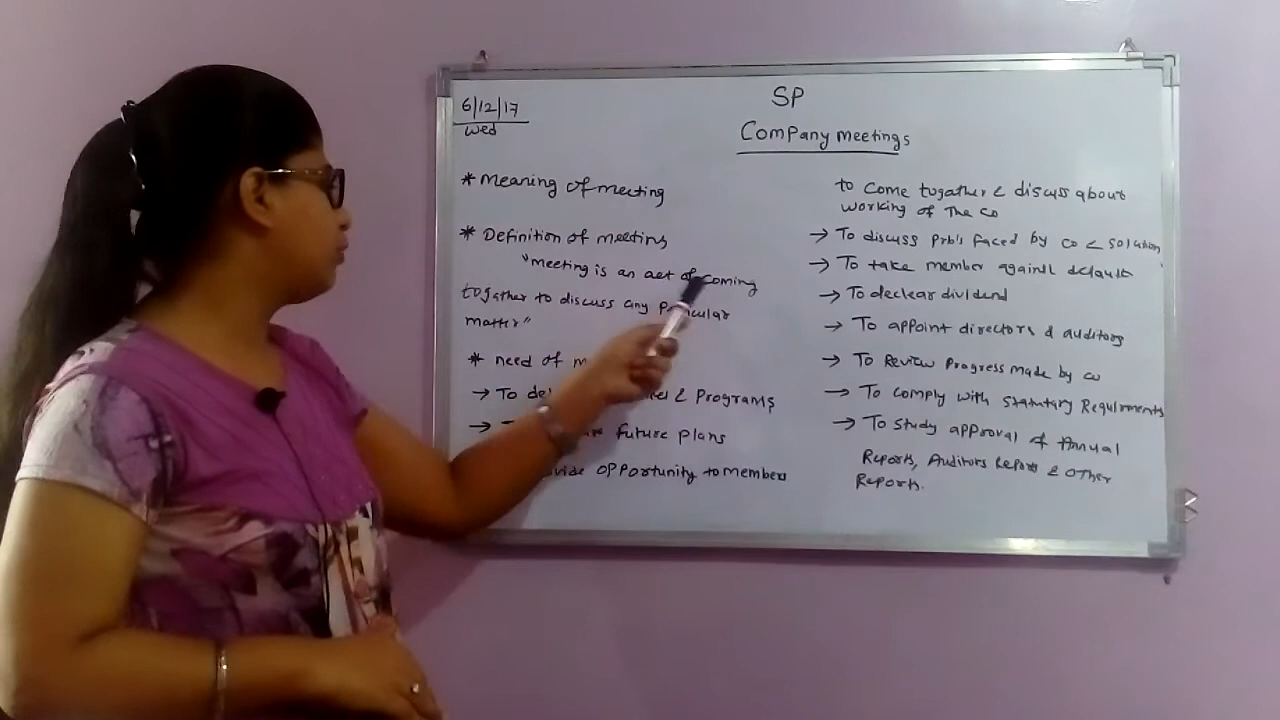 6/12/17
Wed
SP
Company meetings
* Meaning of meeting
* Definition of meeting
"Meeting is an act of coming
together to discuss any particular
matter"
* need of m
→ To de & Programs
→ future plans
opportunity to members
to come together & discuss about
working of The co
→ To discuss Prb's faced by co & solution
→ To take member against default
→ To declear dividend
→ To appoint directors & auditors
→ To Review Progress made by co
→ To comply with statutary Requirments
→ To study approval of Annual
Reports, Auditors Report & other
Reports.